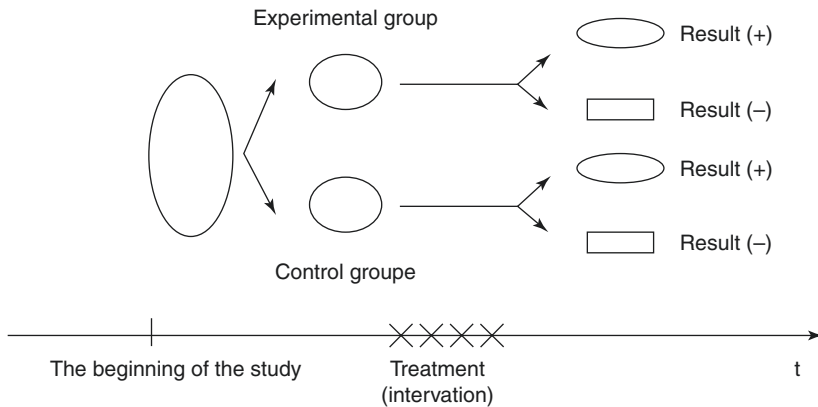 Experimental group
Result (+)
Result (–)
Result (+)
Result (–)
Control groupe
The beginning of the study
Treatment
(intervation)
t